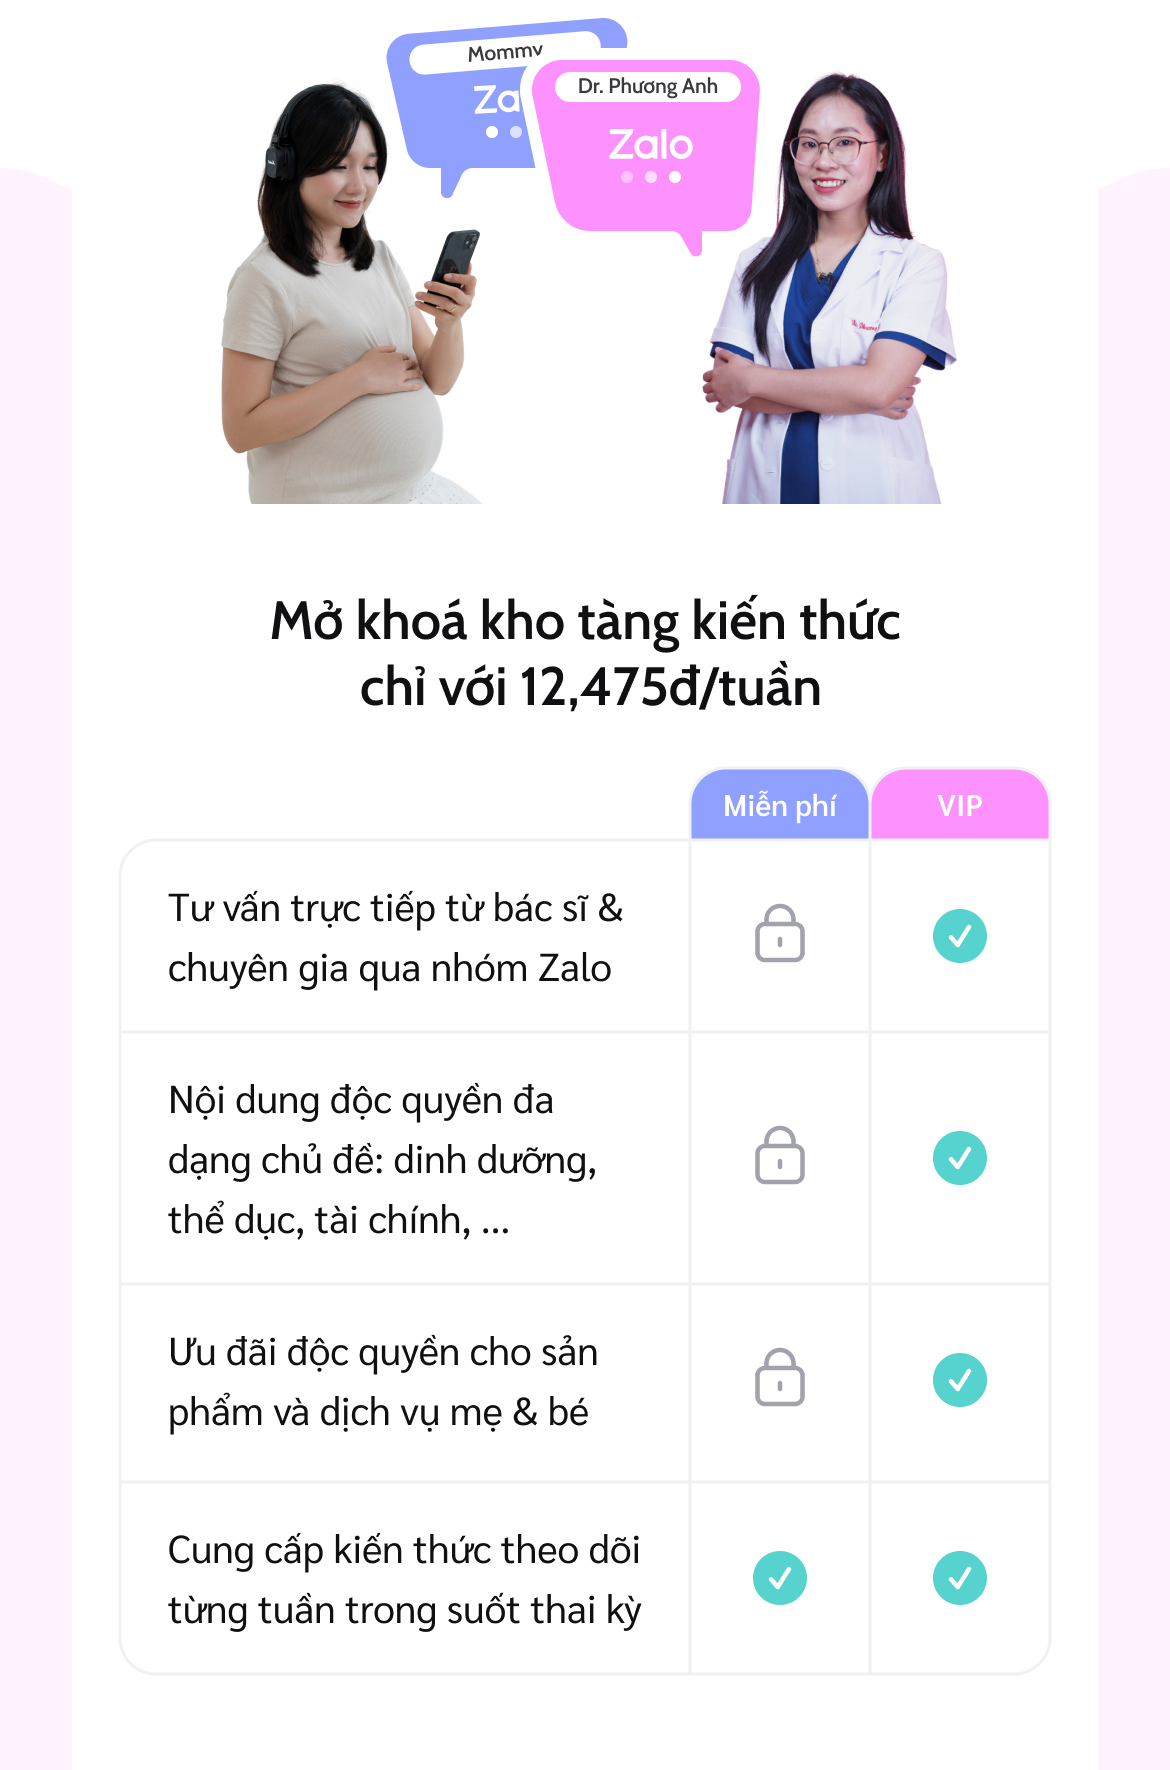 Mommy
Za
Dr. Phương Anh
Zalo
Mở khoá kho tàng kiến thức
chỉ với 12,475đ/tuần
Miễn phí
VIP
Tư vấn trực tiếp từ bác sĩ &
chuyên gia qua nhóm Zalo
Nội dung độc quyền đa
dạng chủ đề: dinh dưỡng,
thể dục, tài chính, ...
Ưu đãi độc quyền cho sản
phẩm và dịch vụ mẹ & bé
Cung cấp kiến thức theo dõi
từng tuần trong suốt thai kỳ